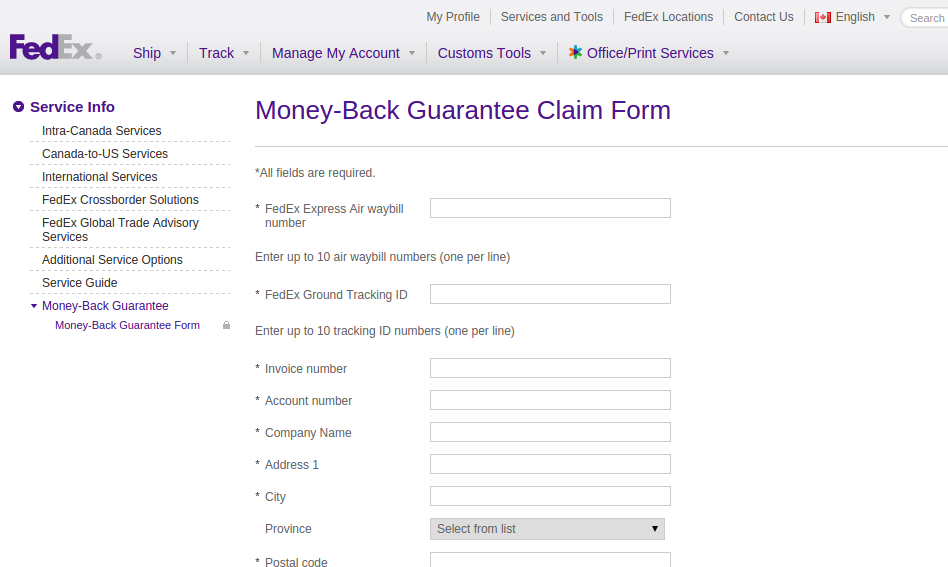 My Profile
Services and Tools
FedEx Locations
Contact Us
English
Search
FedEx®
Ship
Track
Manage My Account
Customs Tools
Office/Print Services
Service Info
Intra-Canada Services
Canada-to-US Services
International Services
FedEx Crossborder Solutions
FedEx Global Trade Advisory
Services
Additional Service Options
Service Guide
Money-Back Guarantee
Money-Back Guarantee Form
Money-Back Guarantee Claim Form
*All fields are required.
* FedEx Express Air waybill
number
Enter up to 10 air waybill numbers (one per line)
* FedEx Ground Tracking ID
Enter up to 10 tracking ID numbers (one per line)
* Invoice number
* Account number
* Company Name
* Address 1
* City
Province
Select from list
* Postal code